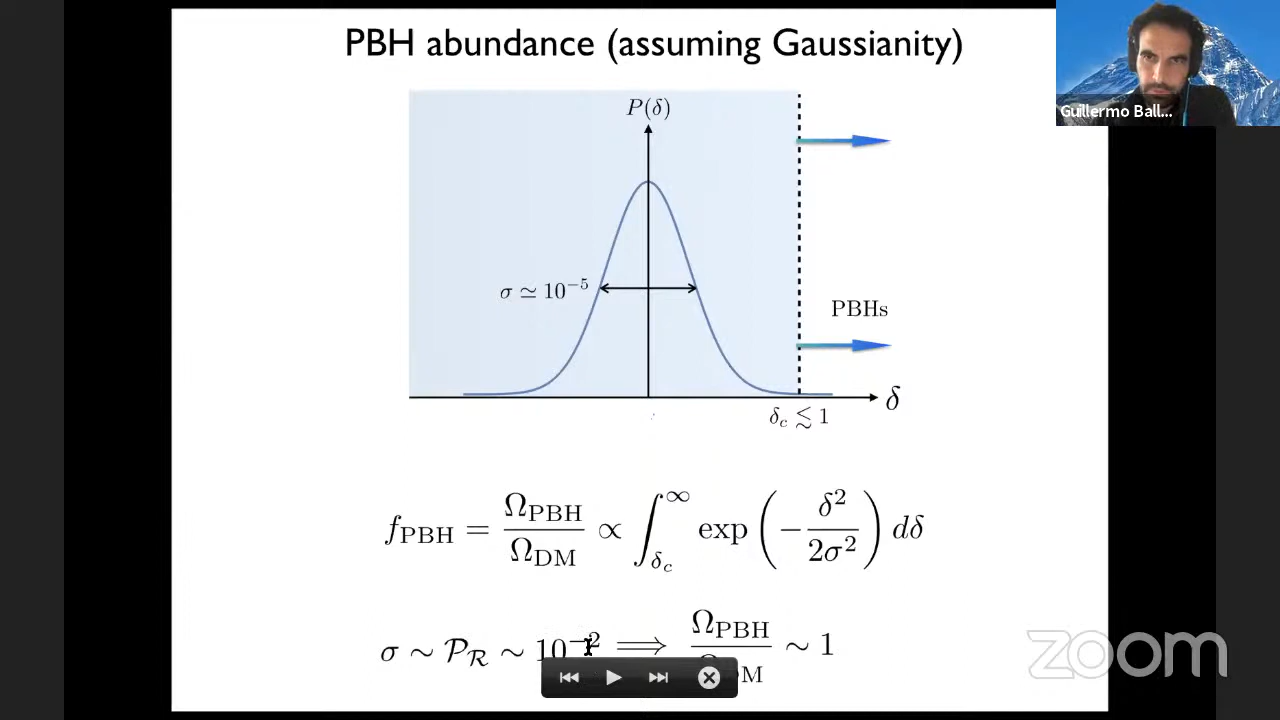 PBH abundance (assuming Gaussianity)
Guillermo Ball...
P(δ)
σ ≃ 10⁻⁵
PBHs
δ
δ_c ≲ 1
f_PBH = Ω_PBH / Ω_DM ∝ ∫_{δ_c}^{∞} exp(−δ² / 2σ²) dδ
σ ∼ 𝒫_ℛ ∼ 10⁻² ⟹ Ω_PBH / Ω_DM ∼ 1
zoom